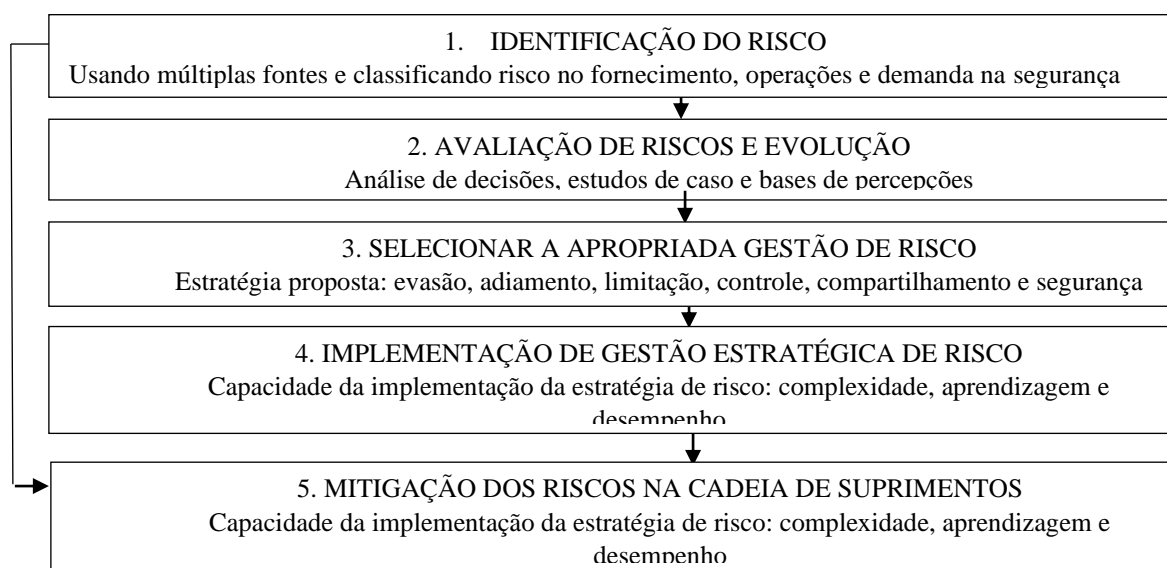 1. IDENTIFICAÇÃO DO RISCO
Usando múltiplas fontes e classificando risco no fornecimento, operações e demanda na segurança
2. AVALIAÇÃO DE RISCOS E EVOLUÇÃO
Análise de decisões, estudos de caso e bases de percepções
3. SELECIONAR A APROPRIADA GESTÃO DE RISCO
Estratégia proposta: evasão, adiamento, limitação, controle, compartilhamento e segurança
4. IMPLEMENTAÇÃO DE GESTÃO ESTRATÉGICA DE RISCO
Capacidade da implementação da estratégia de risco: complexidade, aprendizagem e
desempenho
5. MITIGAÇÃO DOS RISCOS NA CADEIA DE SUPRIMENTOS
Capacidade da implementação da estratégia de risco: complexidade, aprendizagem e
desempenho